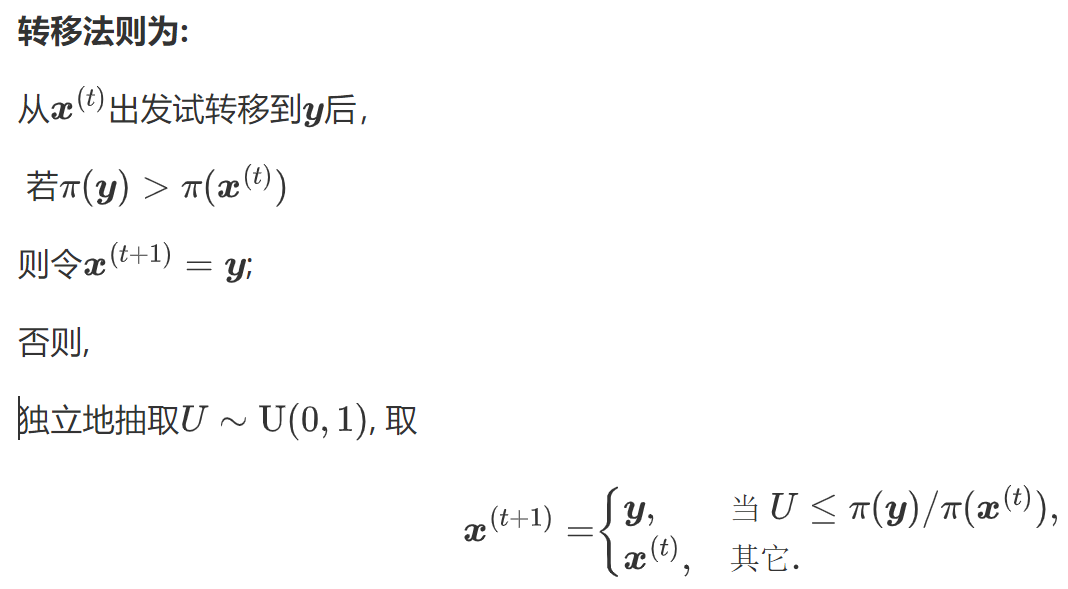 转移法则为:
从x^(t)出发试转移到y后,
若π(y) > π(x^(t))
则令x^(t+1) = y;
否则,
独立地抽取U ∼ U(0, 1), 取
x^(t+1) = { y, 当 U ≤ π(y)/π(x^(t)),
x^(t), 其它.